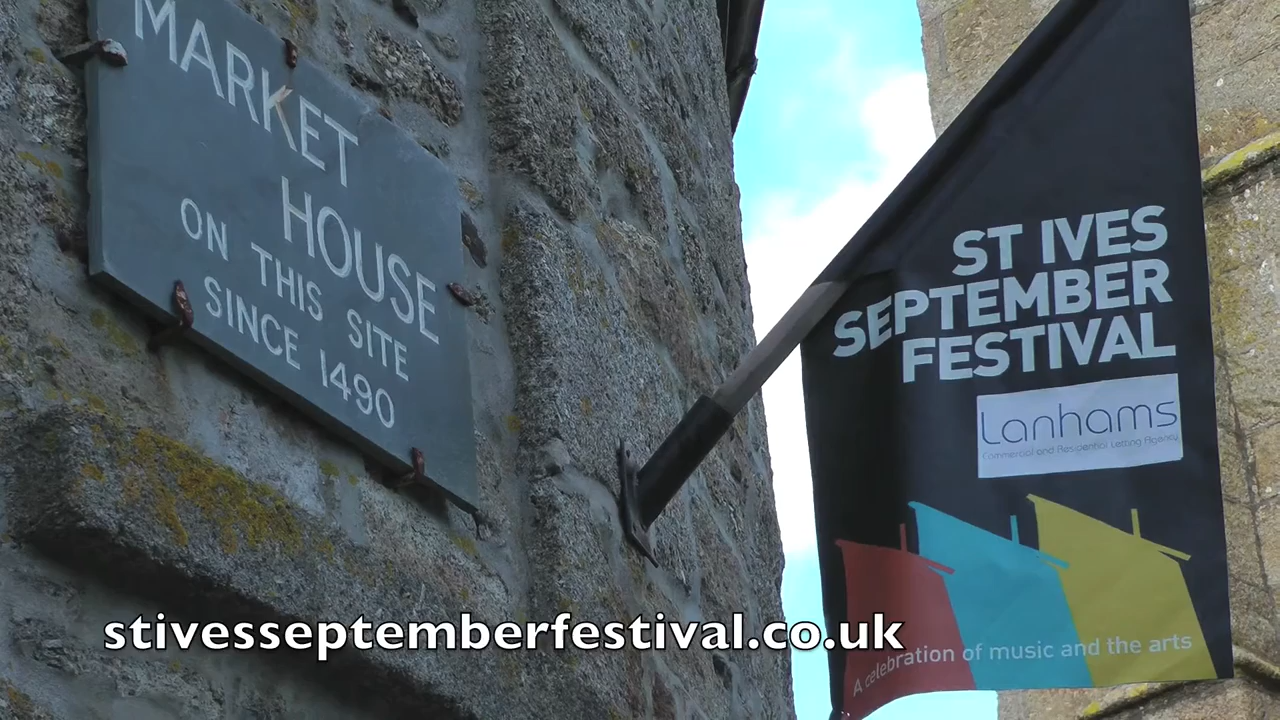 MARKET
HOUSE
ON THIS SITE
SINCE 1490
ST IVES
SEPTEMBER
FESTIVAL
Lanhams
Commercial and Residential Letting Agency
A celebration of music and the arts
stivesseptemberfestival.co.uk